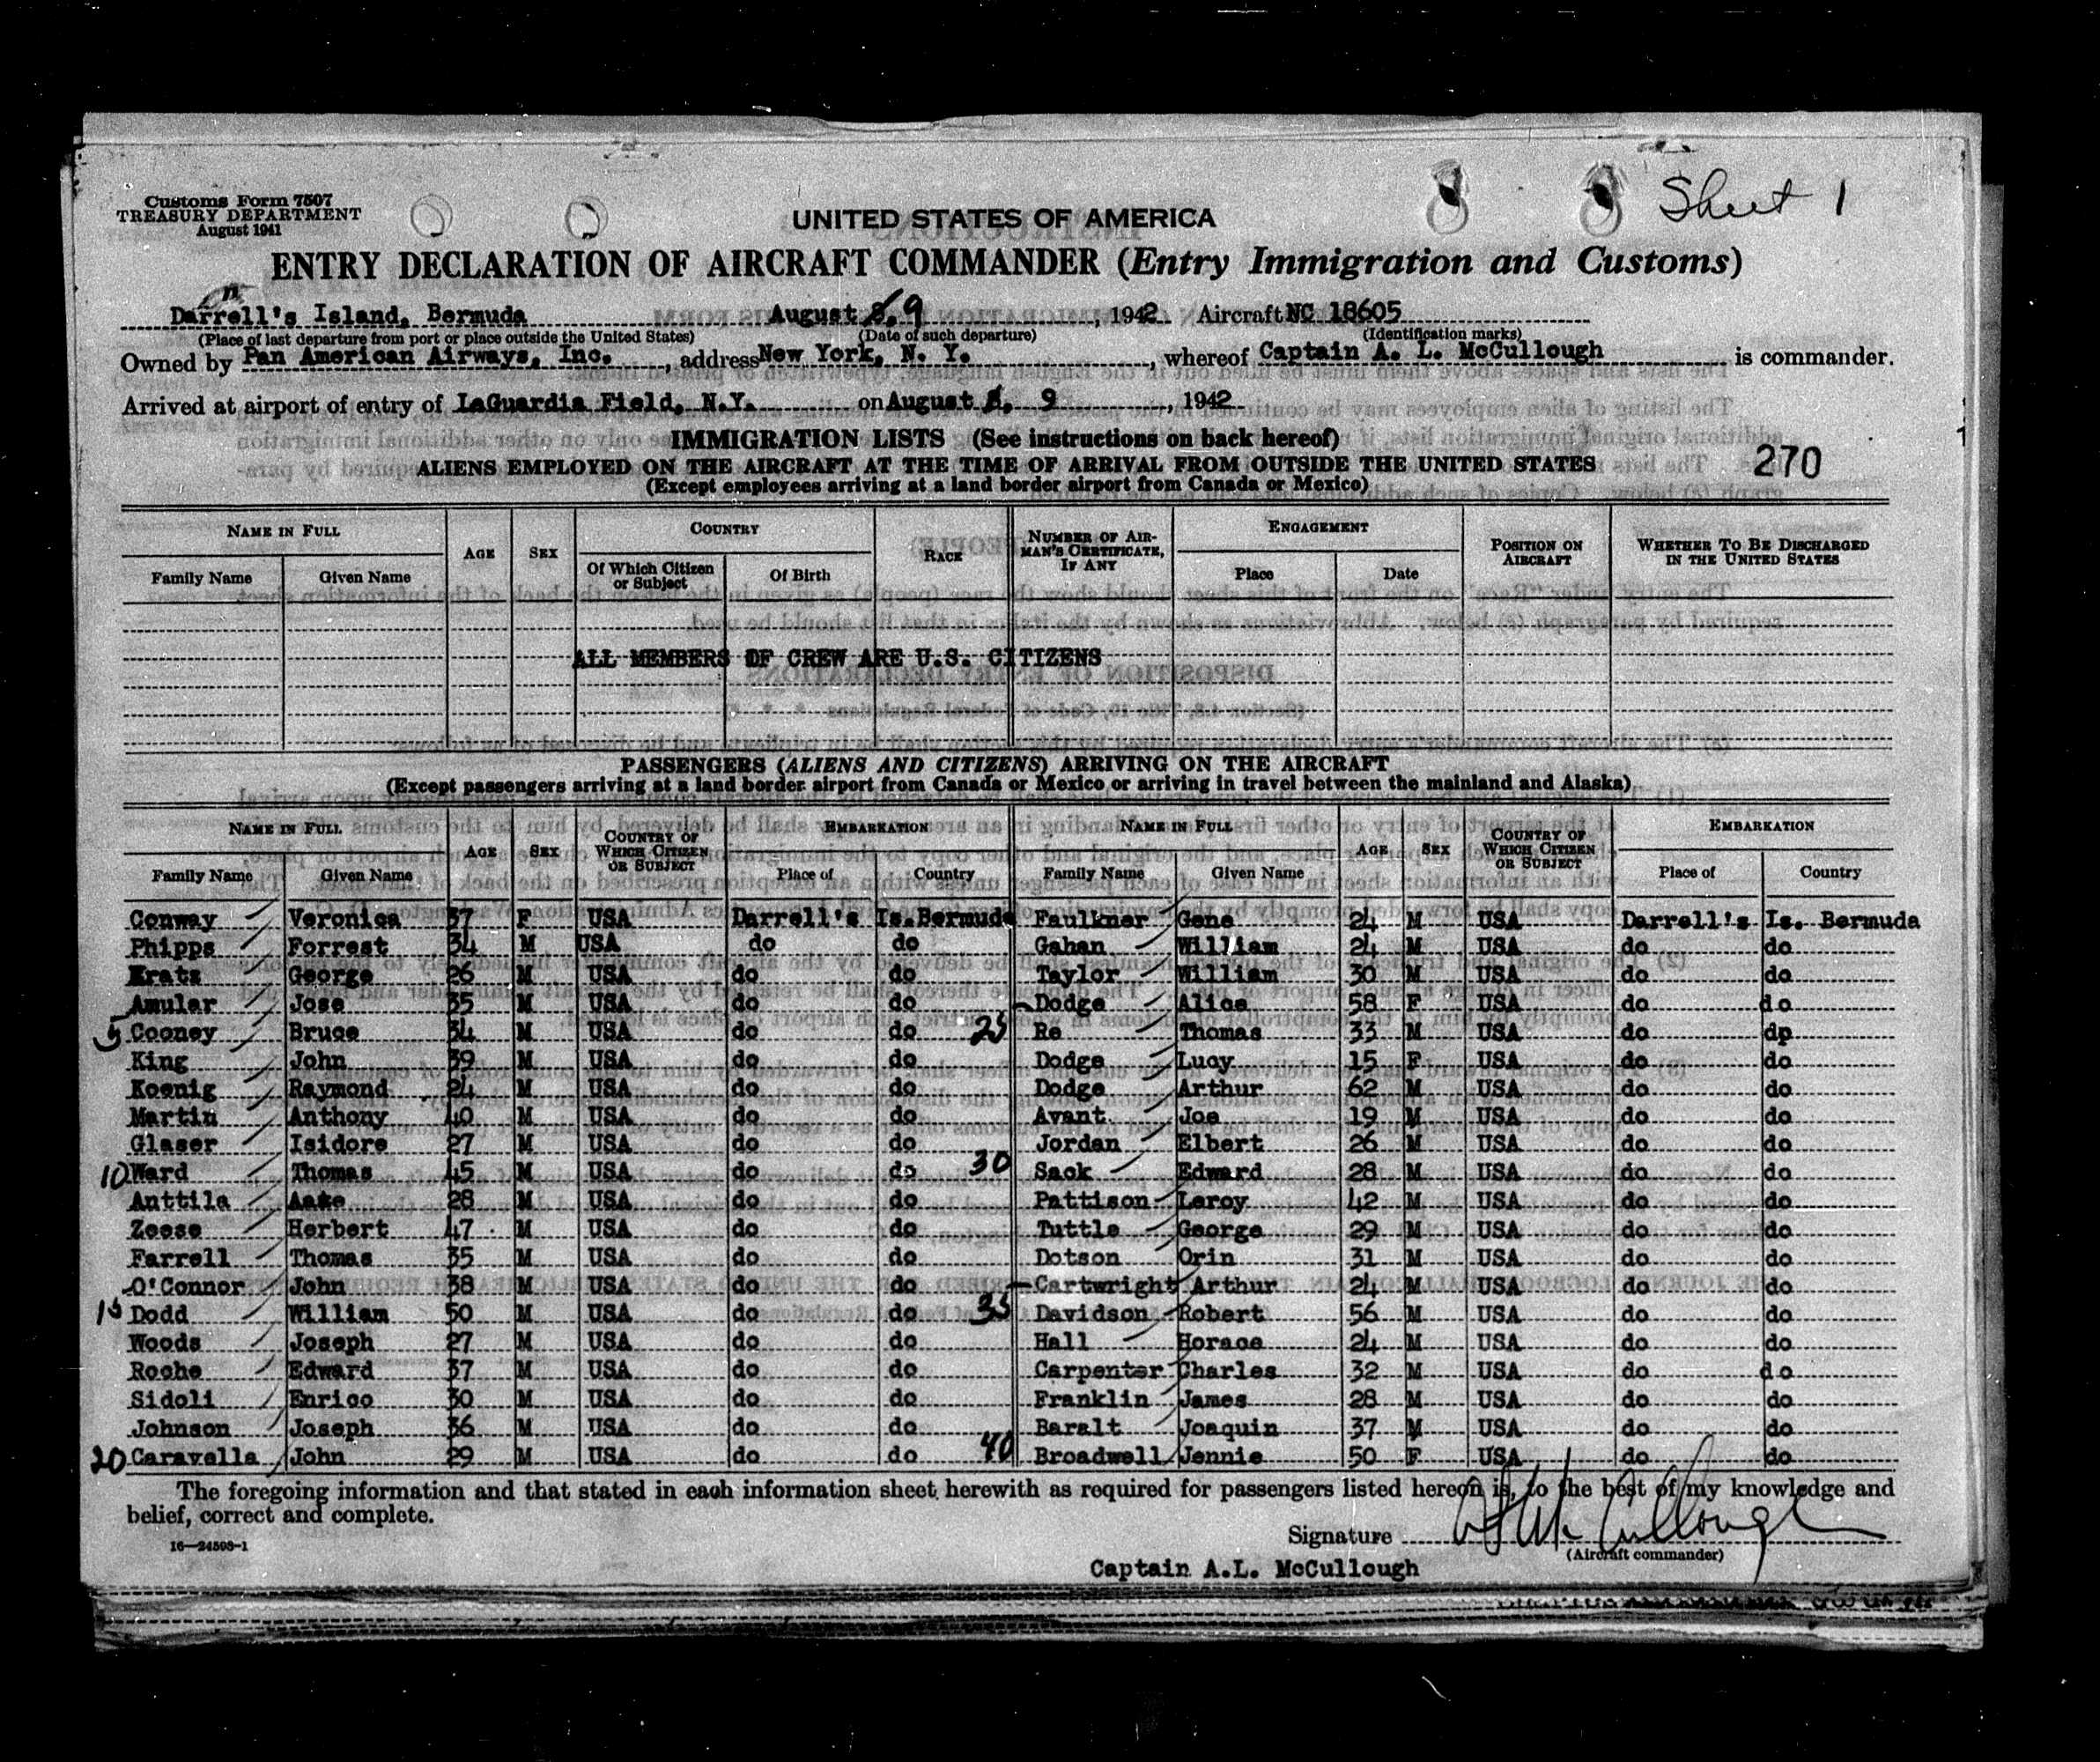 Sheet 1
Customs Form 7507
TREASURY DEPARTMENT
August 1941
UNITED STATES OF AMERICA
ENTRY DECLARATION OF AIRCRAFT COMMANDER (Entry Immigration and Customs)
n
Darrell's Island, Bermuda August 8, 9, 1942 Aircraft NC 18605
(Place of last departure from port or place outside the United States) (Date of such departure) (Identification marks)
Owned by Pan American Airways, Inc., address New York, N. Y., whereof Captain A. L. McCullough is commander.
Arrived at airport of entry of LaGuardia Field, N.Y. on August 8, 9, 1942
IMMIGRATION LISTS (See instructions on back hereof)
270
ALIENS EMPLOYED ON THE AIRCRAFT AT THE TIME OF ARRIVAL FROM OUTSIDE THE UNITED STATES
(Except employees arriving at a land border airport from Canada or Mexico)
NAME IN FULL AGE SEX COUNTRY RACE NUMBER OF AIRMAN'S CERTIFICATE, IF ANY ENGAGEMENT POSITION ON AIRCRAFT WHETHER TO BE DISCHARGED IN THE UNITED STATES
Family Name Given Name Of Which Citizen or Subject Of Birth Place Date
ALL MEMBERS OF CREW ARE U.S. CITIZENS
PASSENGERS (ALIENS AND CITIZENS) ARRIVING ON THE AIRCRAFT
(Except passengers arriving at a land border airport from Canada or Mexico or arriving in travel between the mainland and Alaska)
NAME IN FULL AGE SEX COUNTRY OF WHICH CITIZEN OR SUBJECT EMBARKATION NAME IN FULL AGE SEX COUNTRY OF WHICH CITIZEN OR SUBJECT EMBARKATION
Family Name Given Name Place of Country Family Name Given Name Place of Country
Conway Veronica 37 F USA Darrell's Is. Bermuda Faulkner Gene 24 M USA Darrell's Is. Bermuda
Phipps Forrest 34 M USA do do Gahan William 24 M USA do do
Kratz George 26 M USA do do Taylor William 30 M USA do do
Amular Jose 35 M USA do do Dodge Alice 58 F USA do do
5 Cooney Bruce 34 M USA do do 25 Re Thomas 33 M USA do dp
King John 39 M USA do do Dodge Lucy 15 F USA do do
Koenig Raymond 24 M USA do do Dodge Arthur 62 M USA do do
Martin Anthony 40 M USA do do Avant Joe 19 M USA do do
Glaser Isidore 27 M USA do do Jordan Elbert 26 M USA do do
10 Ward Thomas 45 M USA do do 30 Sack Edward 28 M USA do do
Anttila Aake 28 M USA do do Pattison Leroy 42 M USA do do
Zeese Herbert 47 M USA do do Tuttle George 29 M USA do do
Farrell Thomas 35 M USA do do Dotson Orin 31 M USA do do
O'Connor John 38 M USA do do Cartwright Arthur 24 M USA do do
15 Dodd William 50 M USA do do 35 Davidson Robert 56 M USA do do
Woods Joseph 27 M USA do do Hall Horace 24 M USA do do
Roche Edward 37 M USA do do Carpenter Charles 32 M USA do do
Sidoli Enrico 30 M USA do do Franklin James 28 M USA do do
Johnson Joseph 36 M USA do do Baralt Joaquin 37 M USA do do
20 Caravella John 29 M USA do do 40 Broadwell Jennie 50 F USA do do
The foregoing information and that stated in each information sheet herewith as required for passengers listed hereon is, to the best of my knowledge and
belief, correct and complete.
16—24593-1
Signature A L McCullough
(Aircraft commander)
Captain A.L. McCullough